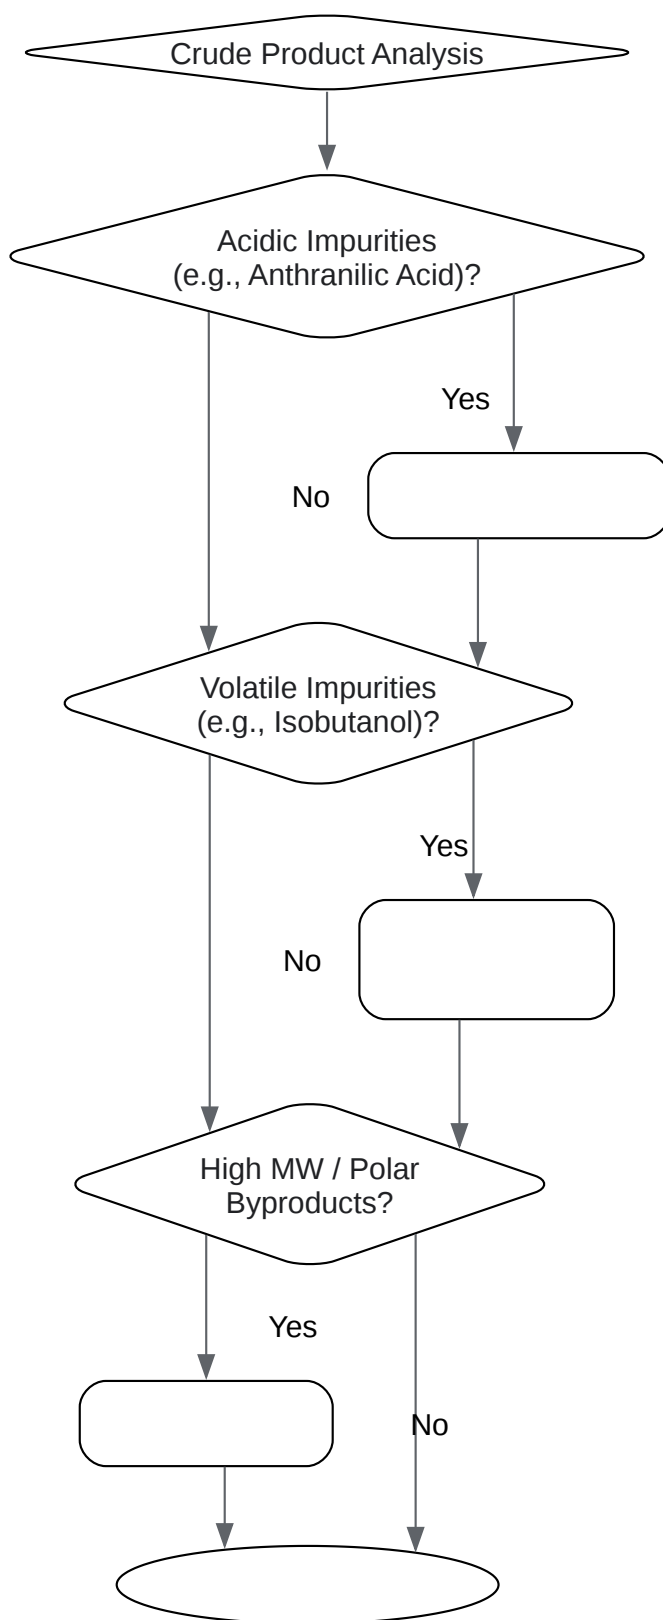 Crude Product Analysis
Acidic Impurities
(e.g., Anthranilic Acid)?
Yes
No
Volatile Impurities
(e.g., Isobutanol)?
Yes
No
High MW / Polar
Byproducts?
Yes
No